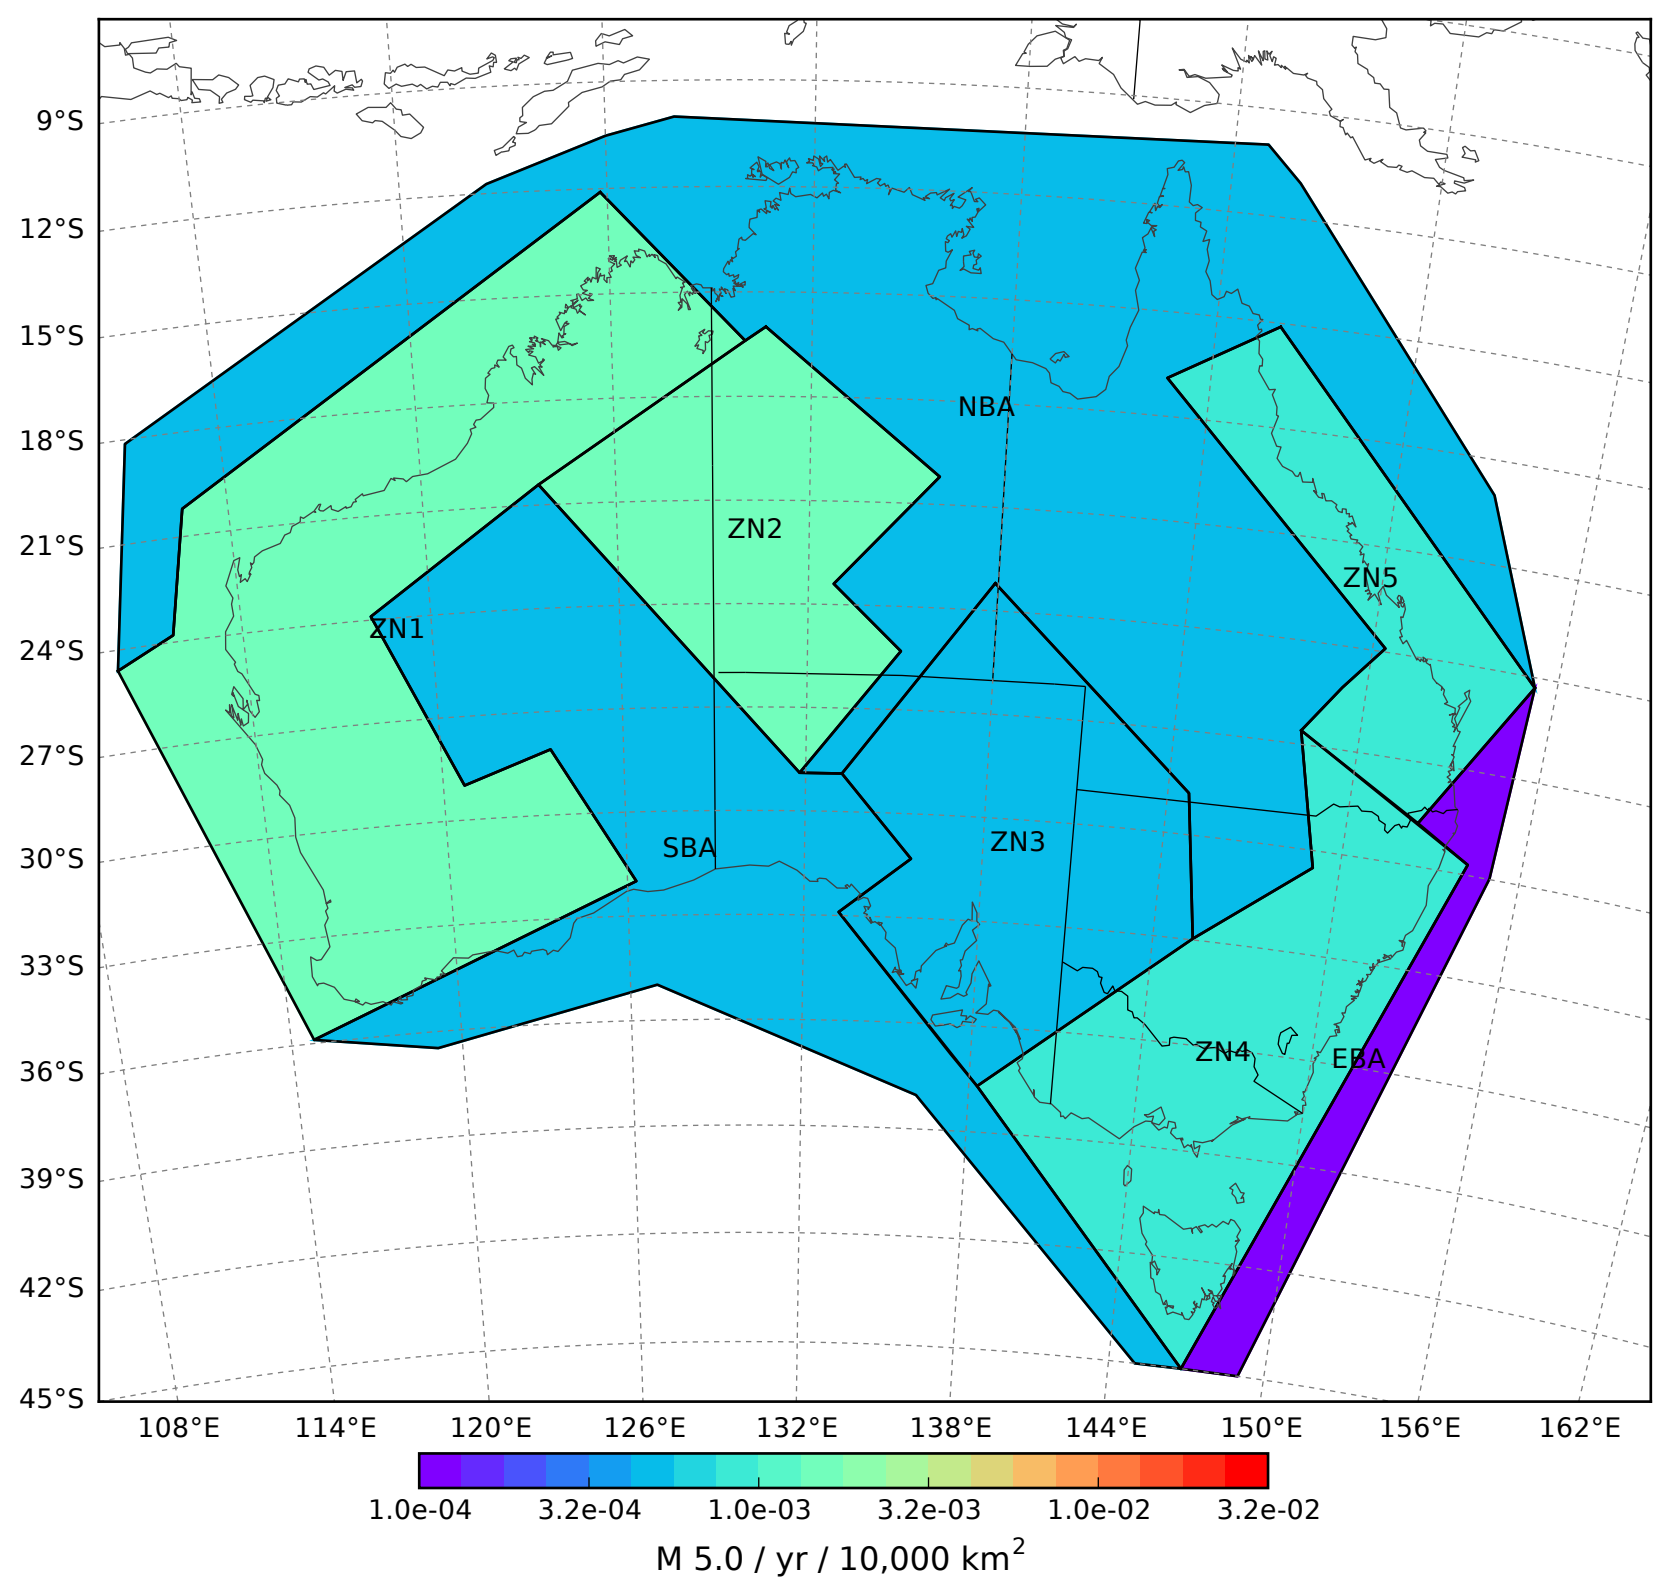 9°S
12°S
15°S
18°S
21°S
24°S
27°S
30°S
33°S
36°S
39°S
42°S
45°S
NBA
ZN2
ZN5
ZN1
ZN3
SBA
ZN4
EBA
108°E 114°E 120°E 126°E 132°E 138°E 144°E 150°E 156°E 162°E
1.0e-04 3.2e-04 1.0e-03 3.2e-03 1.0e-02 3.2e-02
M 5.0 / yr / 10,000 km²